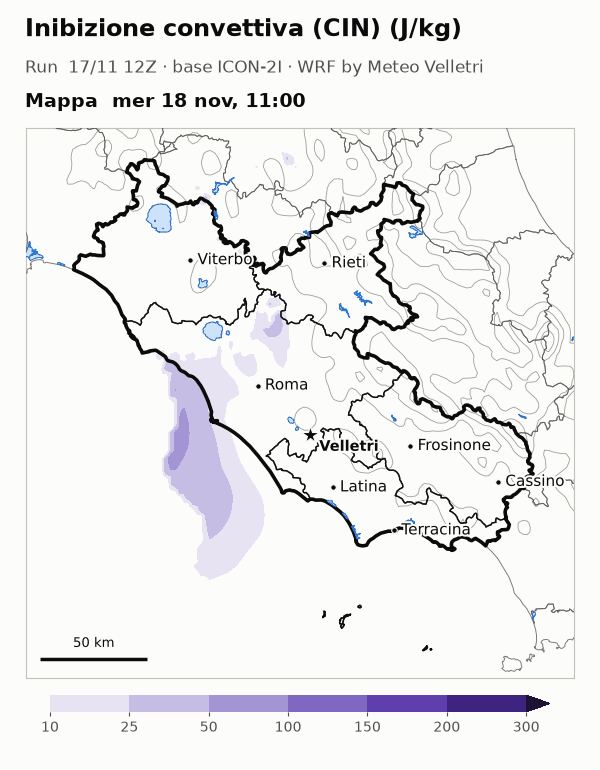 Inibizione convettiva (CIN) (J/kg)
Run  17/11 12Z · base ICON-2I · WRF by Meteo Velletri
Mappa  mer 18 nov, 11:00
Viterbo
Rieti
Roma
Velletri
Frosinone
Cassino
Latina
Terracina
50 km
10 25 50 100 150 200 300